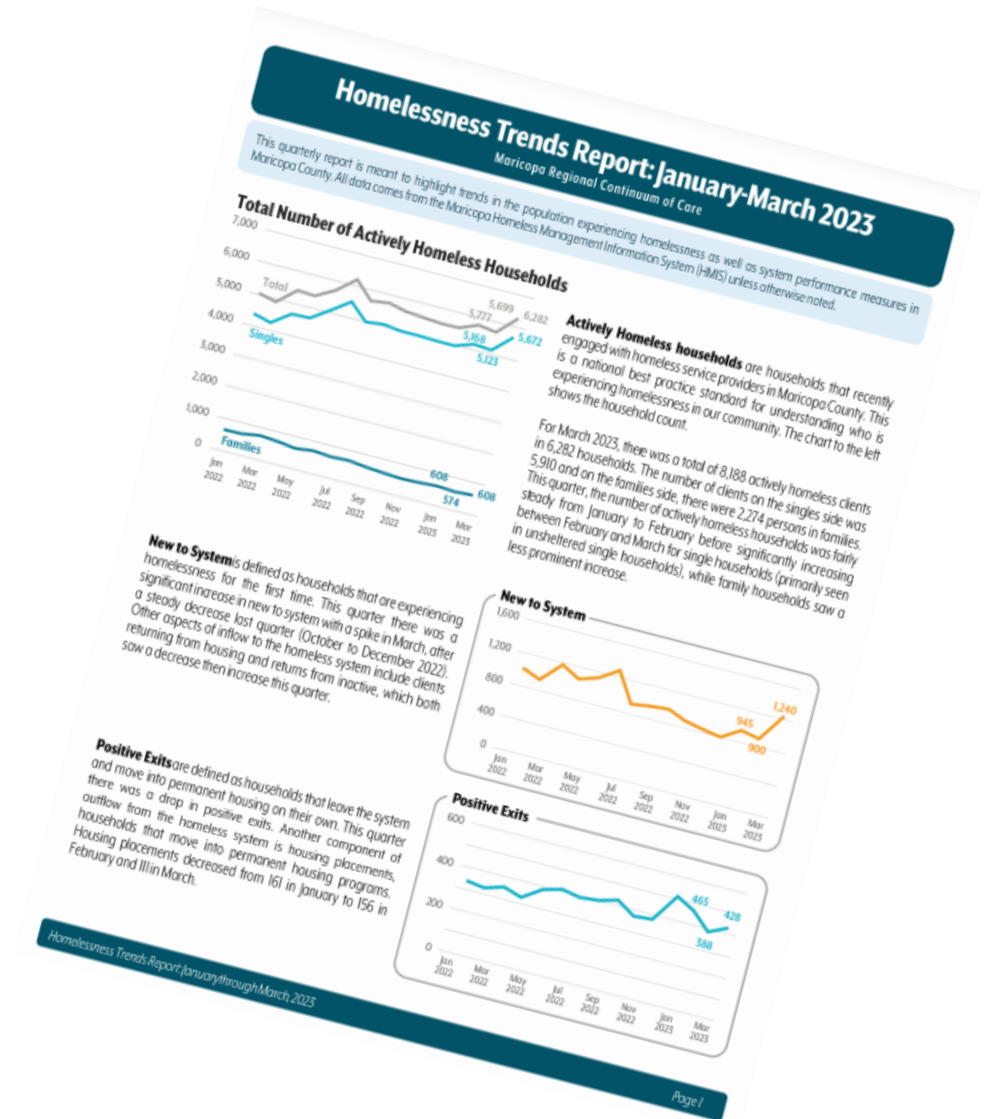 Homelessness Trends Report: January-March 2023
Maricopa Regional Continuum of Care
This quarterly report is meant to highlight trends in the population experiencing homelessness as well as system performance measures in
Maricopa County. All data comes from the Maricopa Homeless Management Information System (HMIS) unless otherwise noted.
Total Number of Actively Homeless Households
7,000
6,000
5,000
4,000
3,000
2,000
1,000
0
Total
Singles
Families
5,777
5,699
6,282
5,168
5,123
5,672
608
574
608
Jan 2022
Mar 2022
May 2022
Jul 2022
Sep 2022
Nov 2022
Jan 2023
Mar 2023
Actively Homeless households are households that recently
engaged with homeless service providers in Maricopa County. This
is a national best practice standard for understanding who is
experiencing homelessness in our community. The chart to the left
shows the household count.
For March 2023, there was a total of 8,188 actively homeless clients
in 6,282 households. The number of clients on the singles side was
5,910 and on the families side, there were 2,274 persons in families.
This quarter, the number of actively homeless households was fairly
steady from January to February before significantly increasing
between February and March for single households (primarily seen
in unsheltered single households), while family households saw a
less prominent increase.
New to System is defined as households that are experiencing
homelessness for the first time. This quarter there was a
significant increase in new to system with a spike in March, after
a steady decrease last quarter (October to December 2022).
Other aspects of inflow to the homeless system include clients
returning from housing and returns from inactive, which both
saw a decrease then increase this quarter.
New to System
1,600
1,200
800
400
0
945
900
1,240
Jan 2022
Mar 2022
May 2022
Jul 2022
Sep 2022
Nov 2022
Jan 2023
Mar 2023
Positive Exits are defined as households that leave the system
and move into permanent housing on their own. This quarter
there was a drop in positive exits. Another component of
outflow from the homeless system is housing placements,
households that move into permanent housing programs.
Housing placements decreased from 161 in January to 156 in
February and 111 in March.
Positive Exits
600
400
200
0
465
388
428
Jan 2022
Mar 2022
May 2022
Jul 2022
Sep 2022
Nov 2022
Jan 2023
Mar 2023
Homelessness Trends Report: January through March, 2023
Page 1